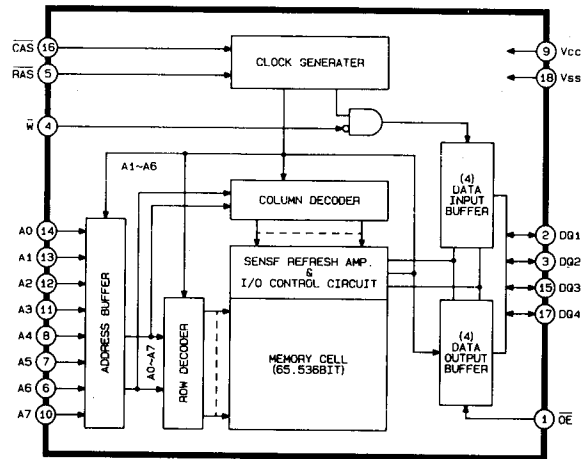 CAS 16
RAS 5
W 4
CLOCK GENERATER
9 Vcc
18 Vss
A1~A6
COLUMN DECODER
(4)
DATA
INPUT
BUFFER
A0 14
A1 13
A2 12
A3 11
A4 8
A5 7
A6 6
A7 10
ADDRESS BUFFER
A0~A7
ROW DECODER
SENSF REFRESH AMP.
&
I/O CONTROL CIRCUIT
MEMORY CELL
(65.536BIT)
2 DQ1
3 DQ2
15 DQ3
17 DQ4
(4)
DATA
OUTPUT
BUFFER
1 OE